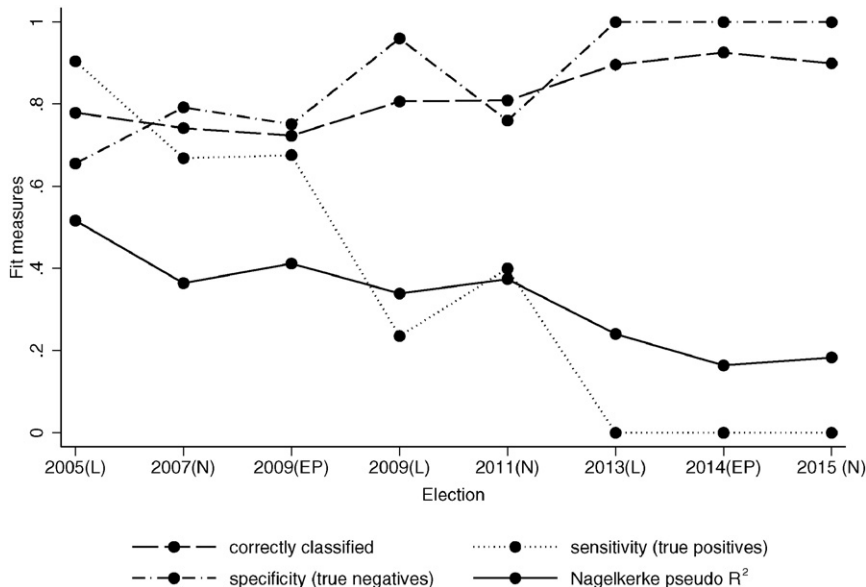 1
.8
.6
.4
.2
0
Fit measures
2005(L) 2007(N) 2009(EP) 2009(L) 2011(N) 2013(L) 2014(EP) 2015 (N)
Election
correctly classified sensitivity (true positives)
specificity (true negatives) Nagelkerke pseudo R²